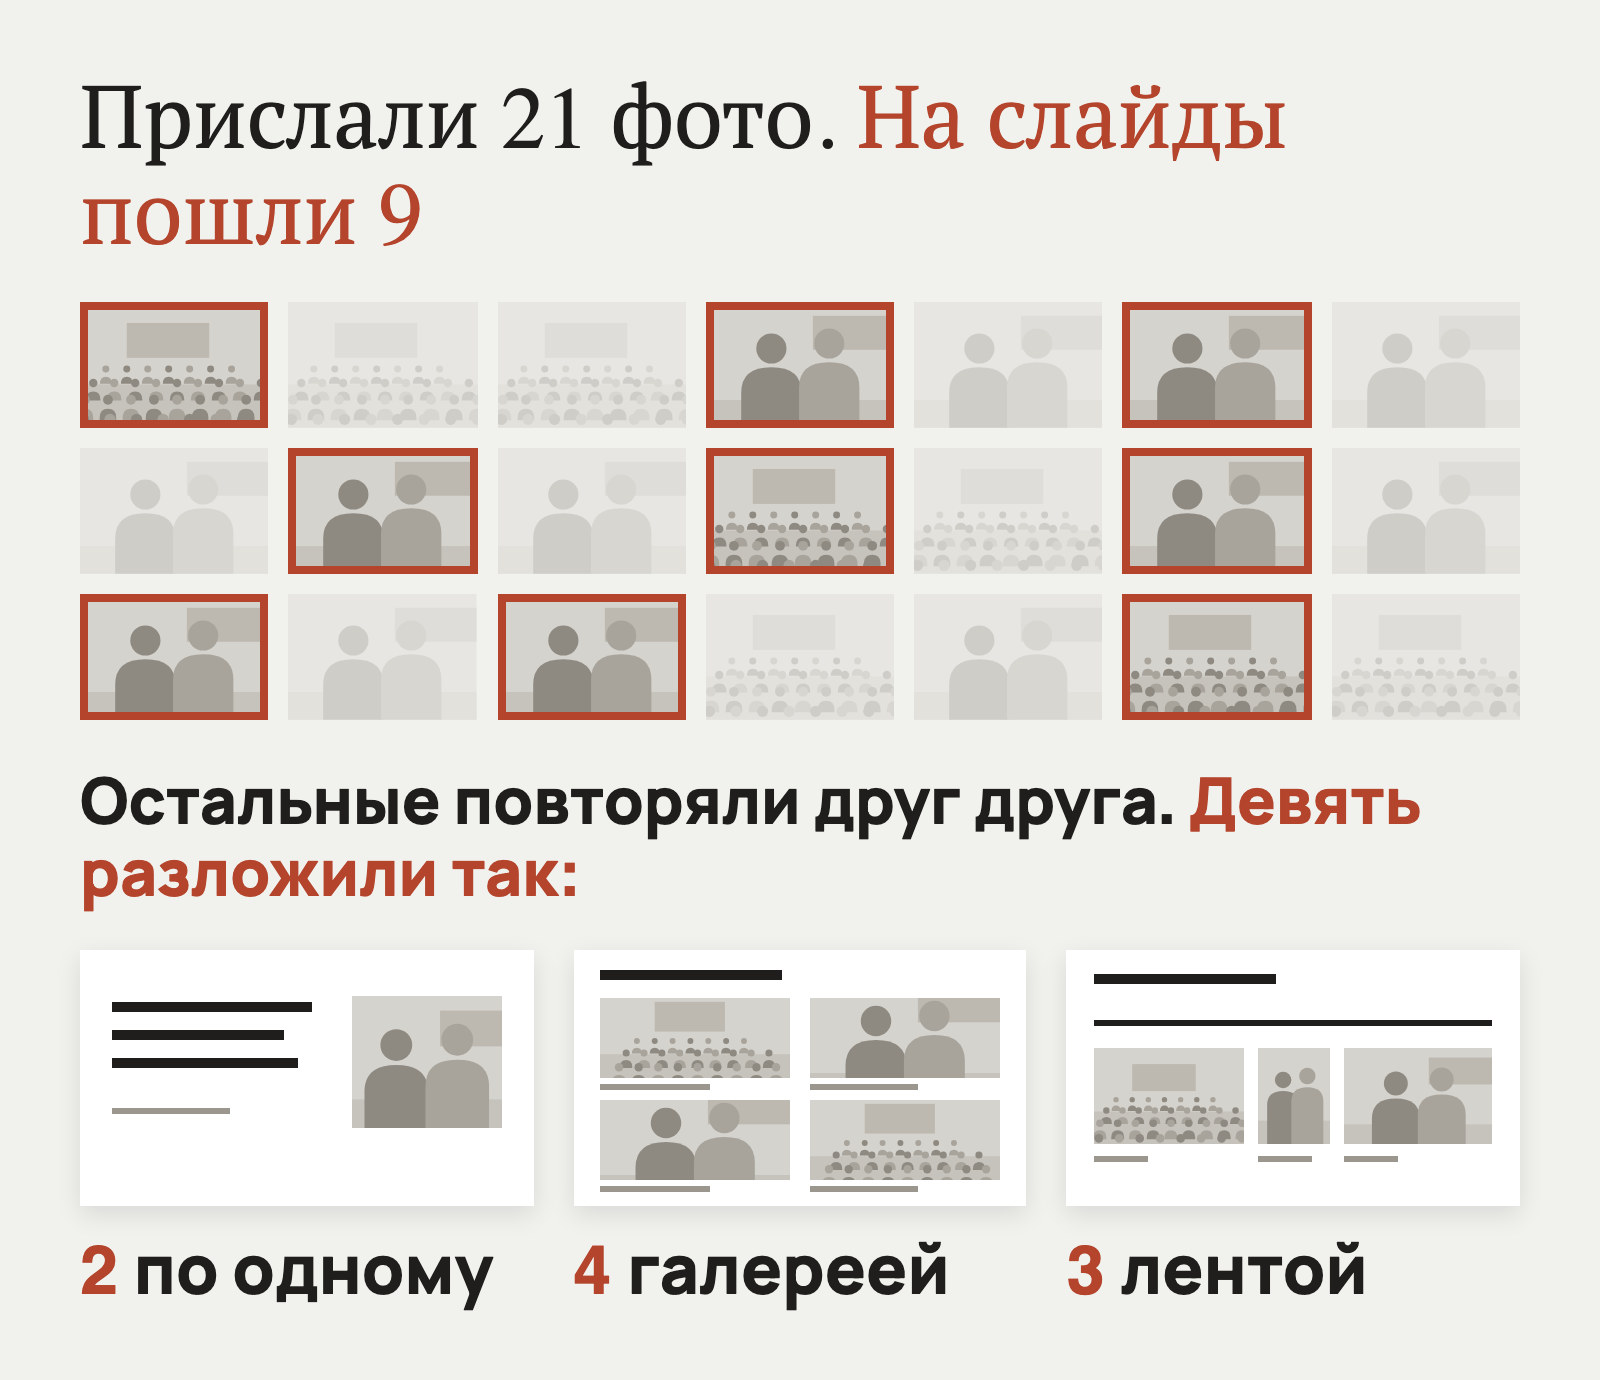 Прислали 21 фото. На слайды
пошли 9
Остальные повторяли друг друга. Девять
разложили так:
2 по одному
4 галереей
3 лентой